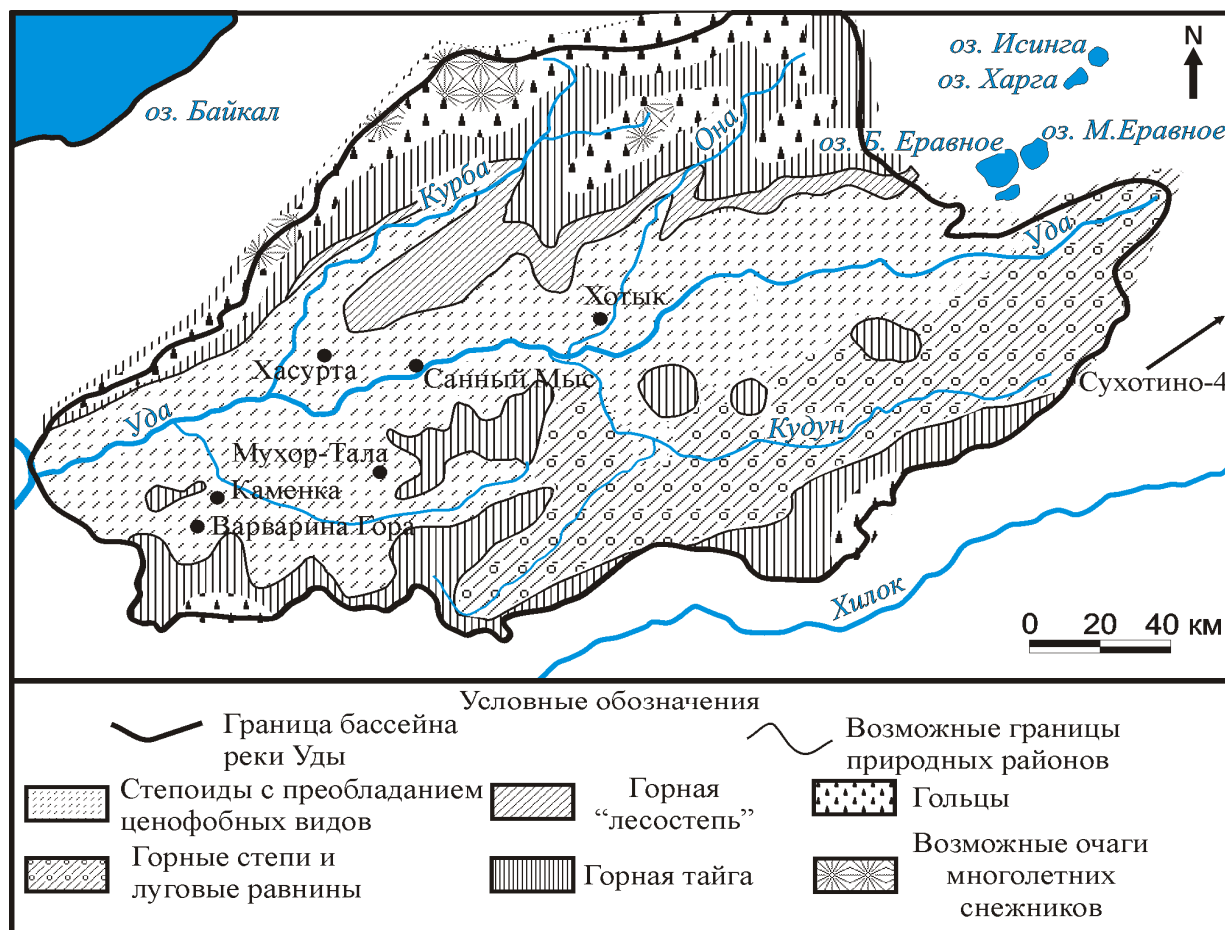 оз. Исинга
N
оз. Харга
оз. Байкал
Она
оз. Б. Еравное
оз. М.Еравное
Курба
Уда
Хотык
Хасурта
Санный Мыс
Сухотино-4
Уда
Кудун
Мухор-Тала
Каменка
Варварина Гора
Хилок
0 20 40 км
Условные обозначения
Граница бассейна
реки Уды
Возможные границы
природных районов
Степоиды с преобладанием
ценофобных видов
Горная
“лесостепь”
Гольцы
Горные степи и
луговые равнины
Горная тайга
Возможные очаги
многолетних
снежников